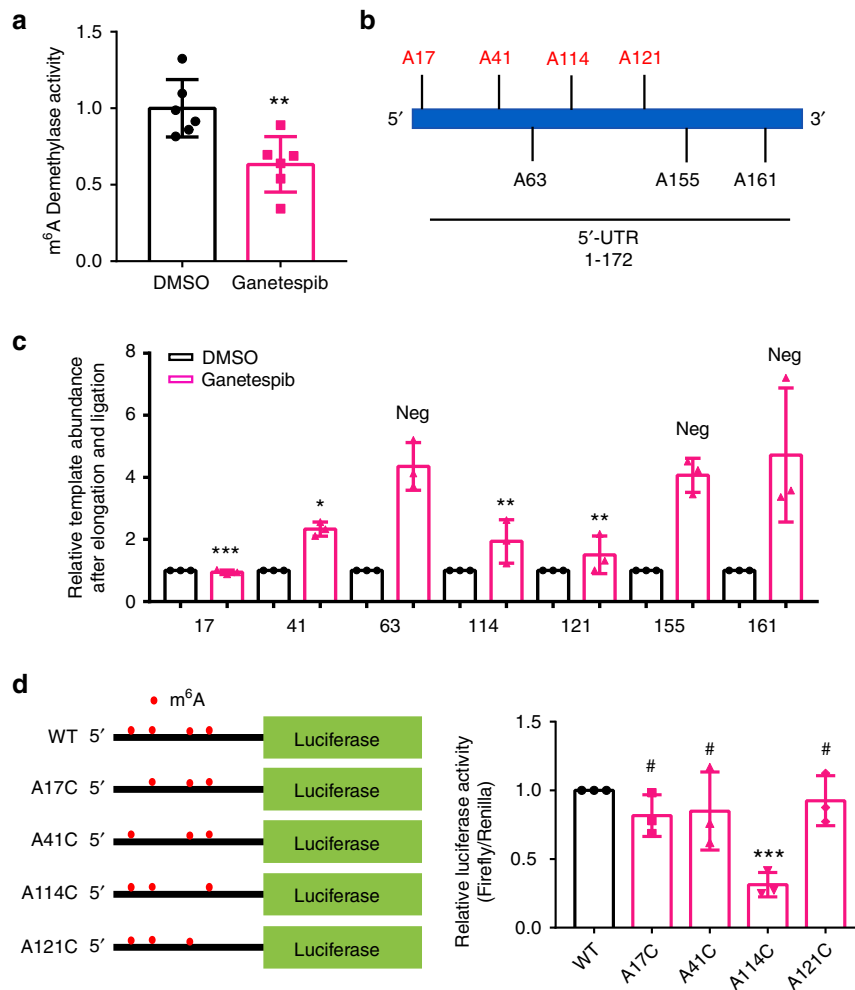 a
1.5
1.0
0.5
0.0
m⁶A Demethylase activity
**
DMSO
Ganetespib
b
A17
A41
A114
A121
5′
3′
A63
A155
A161
5′-UTR
1-172
c
Relative template abundance
after elongation and ligation
8
6
4
2
0
DMSO
Ganetespib
***
*
Neg
**
**
Neg
Neg
17
41
63
114
121
155
161
d
m⁶A
WT 5′ Luciferase
A17C 5′ Luciferase
A41C 5′ Luciferase
A114C 5′ Luciferase
A121C 5′ Luciferase
Relative luciferase activity
(Firefly/Renilla)
1.5
1.0
0.5
0.0
#
#
***
#
WT
A17C
A41C
A114C
A121C